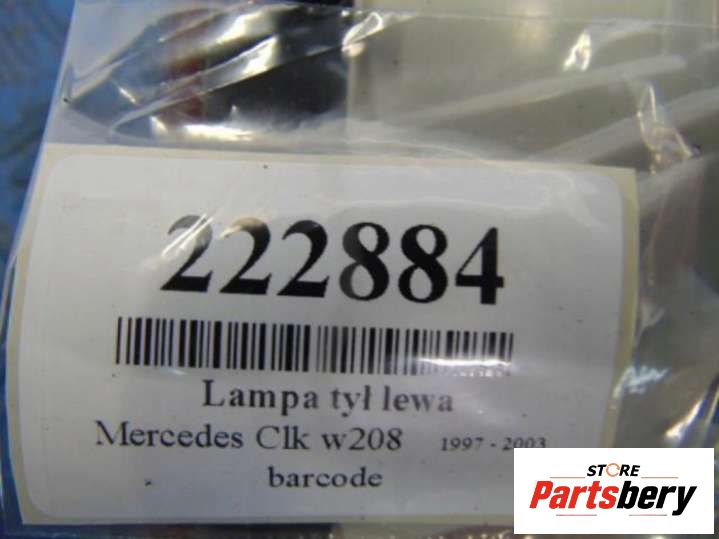 222884
Lampa tył lewa
Mercedes Clk w208 1997 - 2003
barcode
STORE
Partsbery